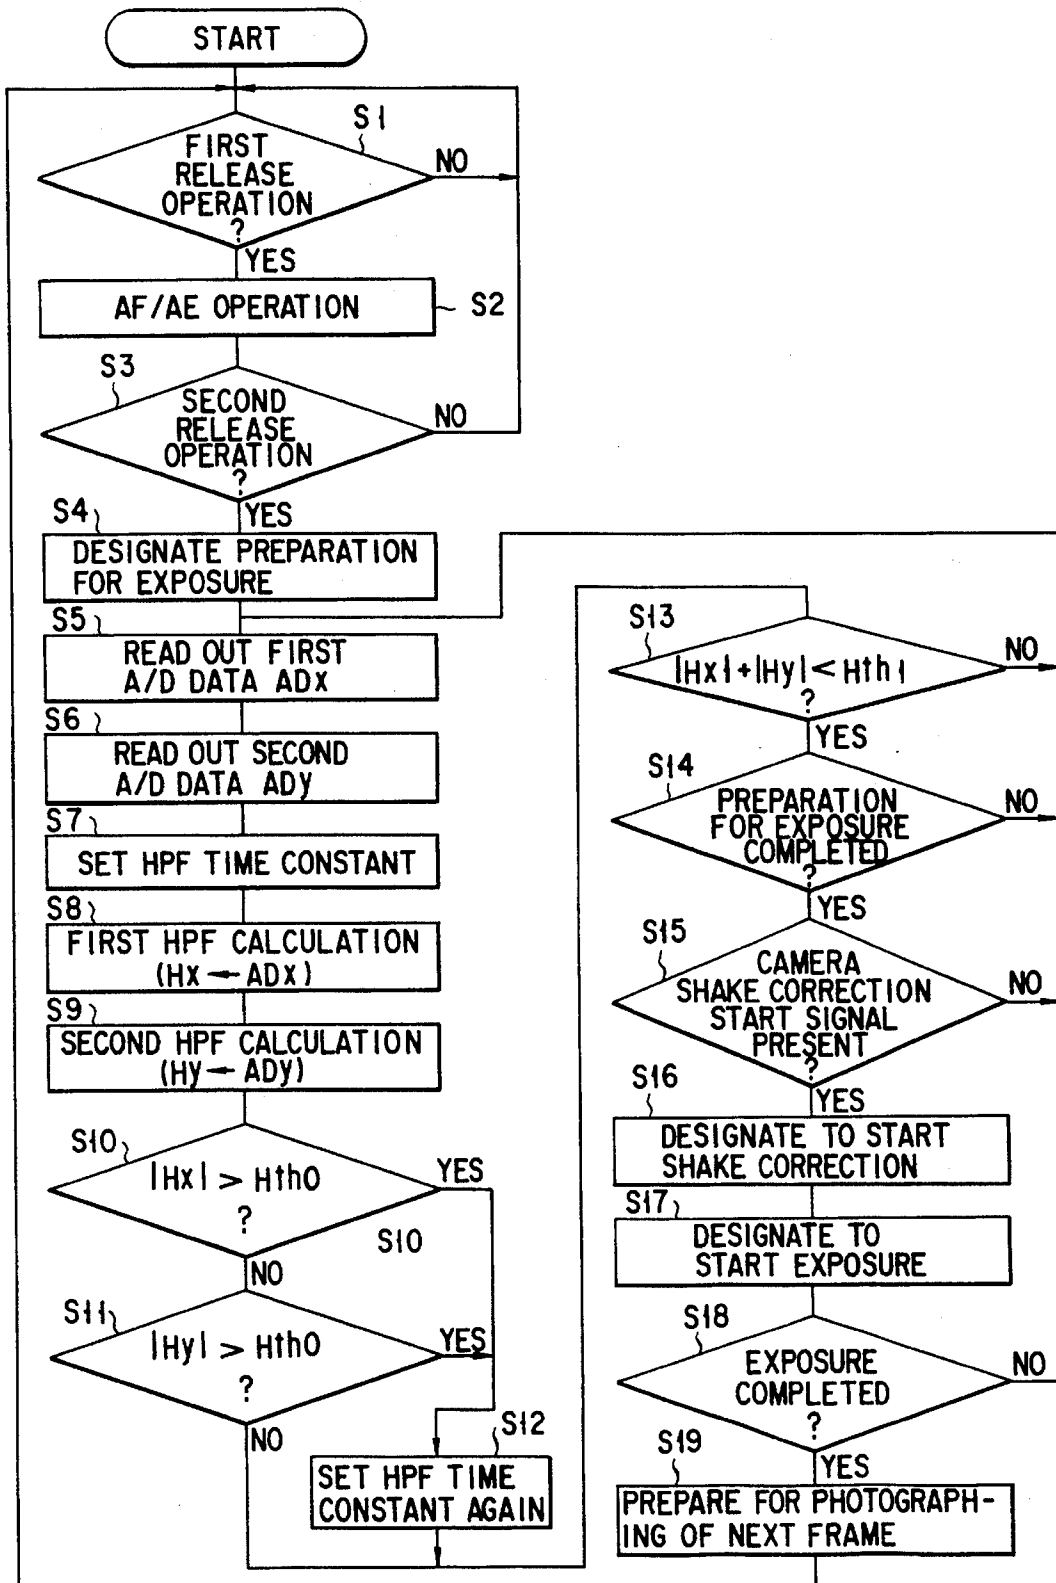 START
S1
FIRST
RELEASE
OPERATION
?
NO
YES
AF/AE OPERATION
S2
S3
SECOND
RELEASE
OPERATION
?
NO
YES
S4
DESIGNATE PREPARATION
FOR EXPOSURE
S5
READ OUT FIRST
A/D DATA ADx
S6
READ OUT SECOND
A/D DATA ADy
S7
SET HPF TIME CONSTANT
S8
FIRST HPF CALCULATION
(Hx ← ADx)
S9
SECOND HPF CALCULATION
(Hy ← ADy)
S10
|Hx| > Hth0
?
YES
S10
NO
S11
|Hy| > Hth0
?
YES
NO
S12
SET HPF TIME
CONSTANT AGAIN
S13
|Hx|+|Hy| < Hth1
?
NO
YES
S14
PREPARATION
FOR EXPOSURE
COMPLETED
?
NO
YES
S15
CAMERA
SHAKE CORRECTION
START SIGNAL
PRESENT
?
NO
YES
S16
DESIGNATE TO START
SHAKE CORRECTION
S17
DESIGNATE TO
START EXPOSURE
S18
EXPOSURE
COMPLETED
?
NO
YES
S19
PREPARE FOR PHOTOGRAPH-
ING OF NEXT FRAME